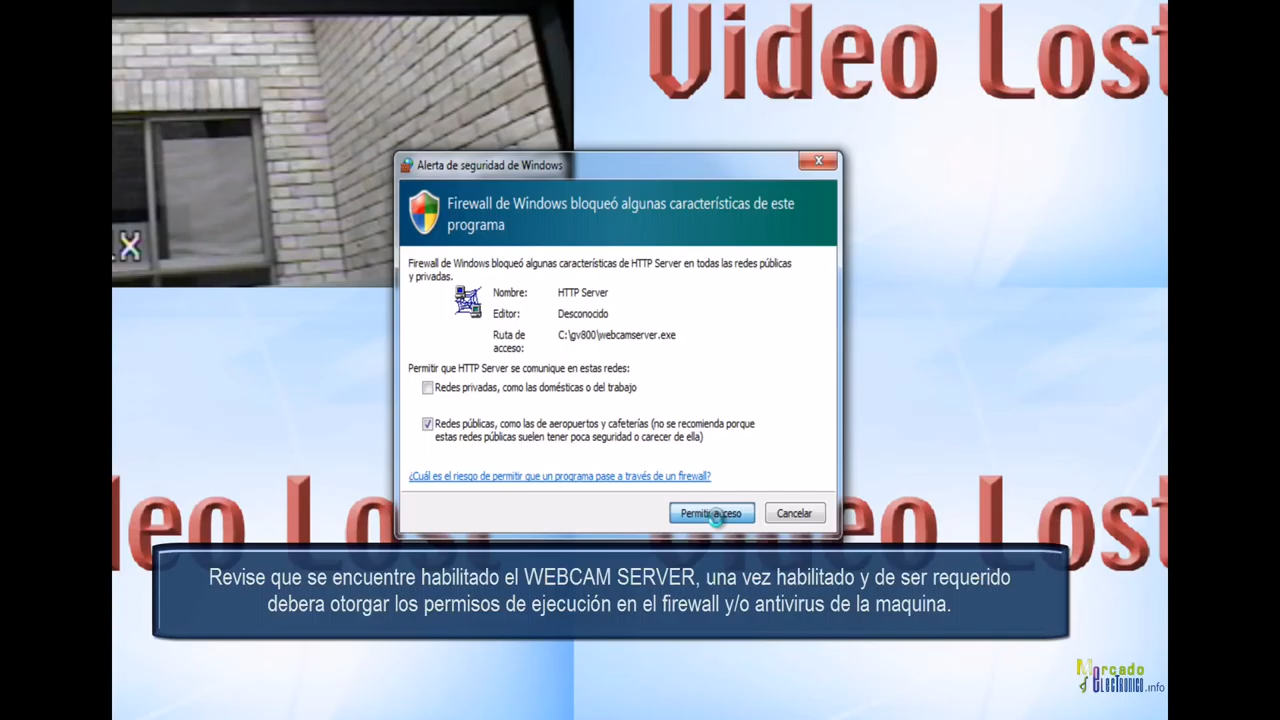 Video Lost
X
Alerta de seguridad de Windows
Firewall de Windows bloqueó algunas características de este
programa
Firewall de Windows bloqueó algunas características de HTTP Server en todas las redes públicas
y privadas.
Nombre: HTTP Server
Editor: Desconocido
Ruta de C:\gv800\webcamserver.exe
acceso:
Permitir que HTTP Server se comunique en estas redes:
Redes privadas, como las domésticas o del trabajo
Redes públicas, como las de aeropuertos y cafeterías (no se recomienda porque
estas redes públicas suelen tener poca seguridad o carecer de ella)
¿Cuál es el riesgo de permitir que un programa pase a través de un firewall?
Permitir acceso Cancelar
deo Lost
deo Lost
Revise que se encuentre habilitado el WEBCAM SERVER, una vez habilitado y de ser requerido
debera otorgar los permisos de ejecución en el firewall y/o antivirus de la maquina.
Mercado
electronico.info